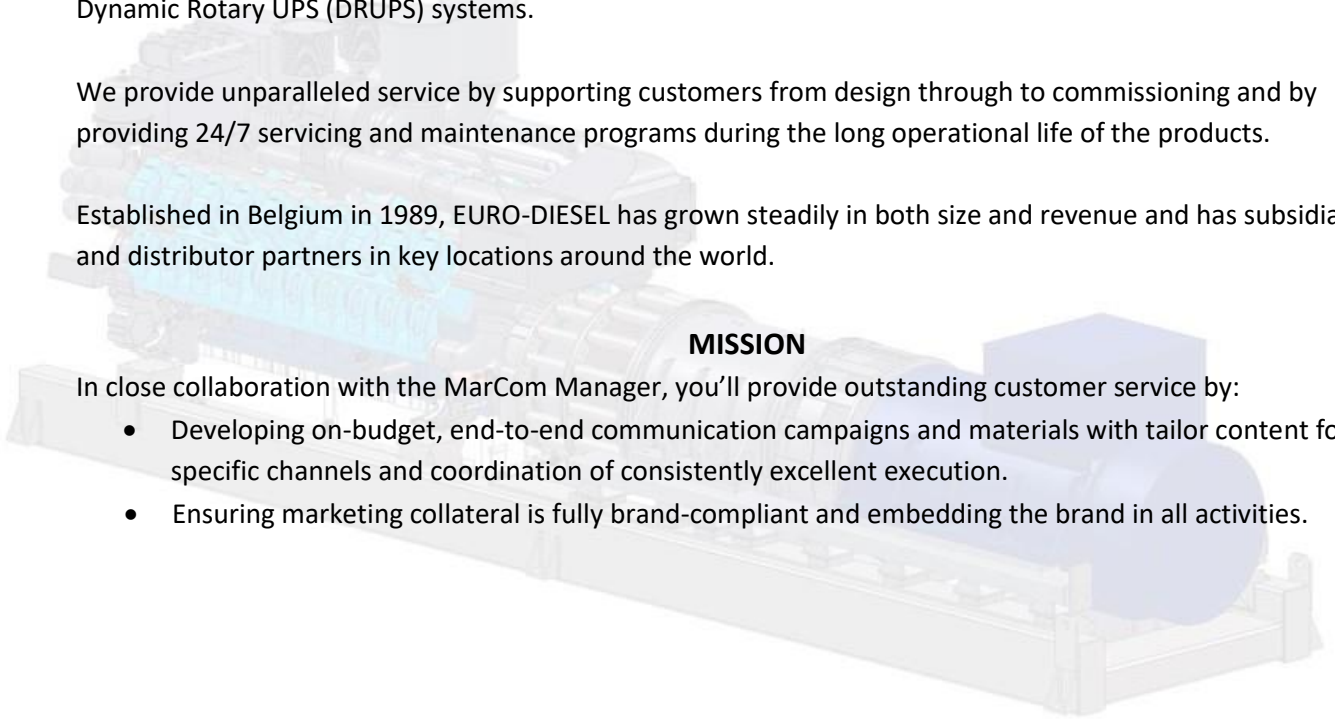 Dynamic Rotary UPS (DRUPS) systems.
We provide unparalleled service by supporting customers from design through to commissioning and by
providing 24/7 servicing and maintenance programs during the long operational life of the products.
Established in Belgium in 1989, EURO-DIESEL has grown steadily in both size and revenue and has subsidia
and distributor partners in key locations around the world.
MISSION
In close collaboration with the MarCom Manager, you’ll provide outstanding customer service by:
• Developing on-budget, end-to-end communication campaigns and materials with tailor content fo
specific channels and coordination of consistently excellent execution.
• Ensuring marketing collateral is fully brand-compliant and embedding the brand in all activities.